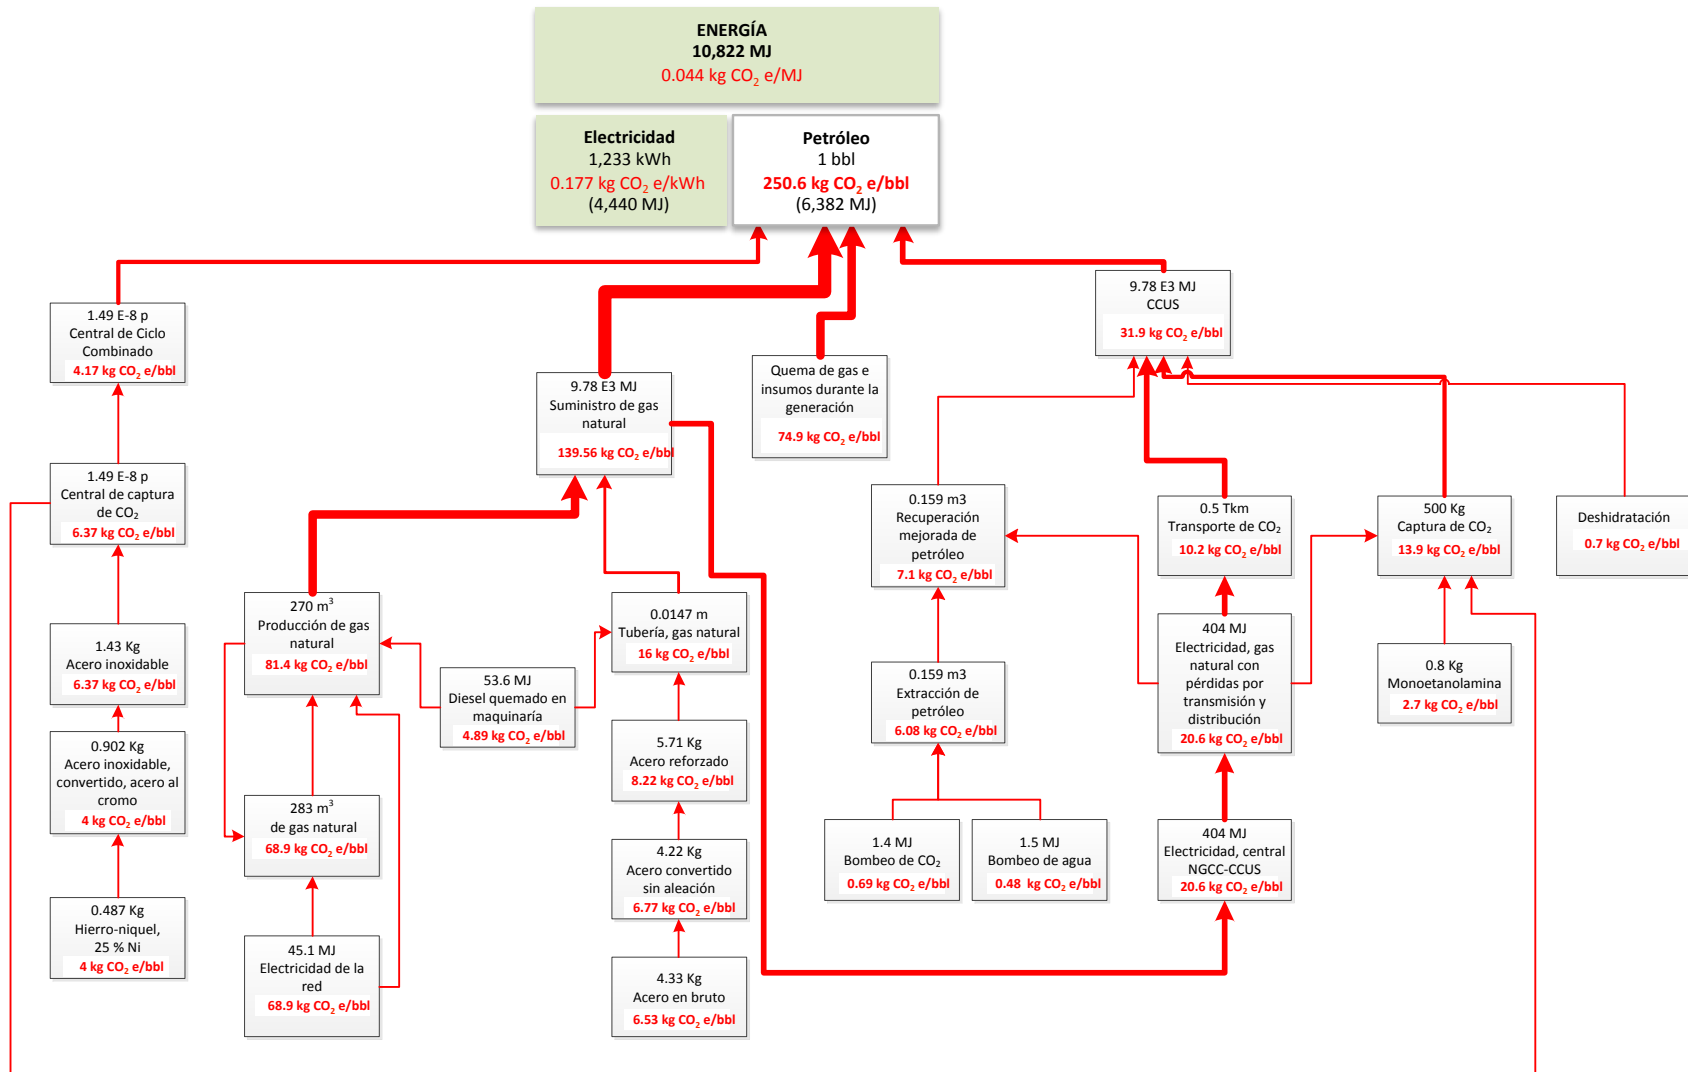 ENERGÍA
10,822 MJ
0.044 kg CO2 e/MJ
Electricidad
1,233 kWh
0.177 kg CO2 e/kWh
(4,440 MJ)
Petróleo
1 bbl
250.6 kg CO2 e/bbl
(6,382 MJ)
1.49 E-8 p
Central de Ciclo
Combinado
4.17 kg CO2 e/bbl
9.78 E3 MJ
Suministro de gas
natural
139.56 kg CO2 e/bbl
Quema de gas e
insumos durante la
generación
74.9 kg CO2 e/bbl
9.78 E3 MJ
CCUS
31.9 kg CO2 e/bbl
1.49 E-8 p
Central de captura
de CO2
6.37 kg CO2 e/bbl
0.159 m3
Recuperación
mejorada de
petróleo
7.1 kg CO2 e/bbl
0.5 Tkm
Transporte de CO2
10.2 kg CO2 e/bbl
500 Kg
Captura de CO2
13.9 kg CO2 e/bbl
Deshidratación
0.7 kg CO2 e/bbl
1.43 Kg
Acero inoxidable
6.37 kg CO2 e/bbl
270 m3
Producción de gas
natural
81.4 kg CO2 e/bbl
53.6 MJ
Diesel quemado en
maquinaría
4.89 kg CO2 e/bbl
0.0147 m
Tubería, gas natural
16 kg CO2 e/bbl
0.159 m3
Extracción de
petróleo
6.08 kg CO2 e/bbl
404 MJ
Electricidad, gas
natural con
pérdidas por
transmisión y
distribución
20.6 kg CO2 e/bbl
0.8 Kg
Monoetanolamina
2.7 kg CO2 e/bbl
0.902 Kg
Acero inoxidable,
convertido, acero al
cromo
4 kg CO2 e/bbl
283 m3
de gas natural
68.9 kg CO2 e/bbl
5.71 Kg
Acero reforzado
8.22 kg CO2 e/bbl
4.22 Kg
Acero convertido
sin aleación
6.77 kg CO2 e/bbl
1.4 MJ
Bombeo de CO2
0.69 kg CO2 e/bbl
1.5 MJ
Bombeo de agua
0.48 kg CO2 e/bbl
404 MJ
Electricidad, central
NGCC-CCUS
20.6 kg CO2 e/bbl
0.487 Kg
Hierro-niquel,
25 % Ni
4 kg CO2 e/bbl
45.1 MJ
Electricidad de la
red
68.9 kg CO2 e/bbl
4.33 Kg
Acero en bruto
6.53 kg CO2 e/bbl